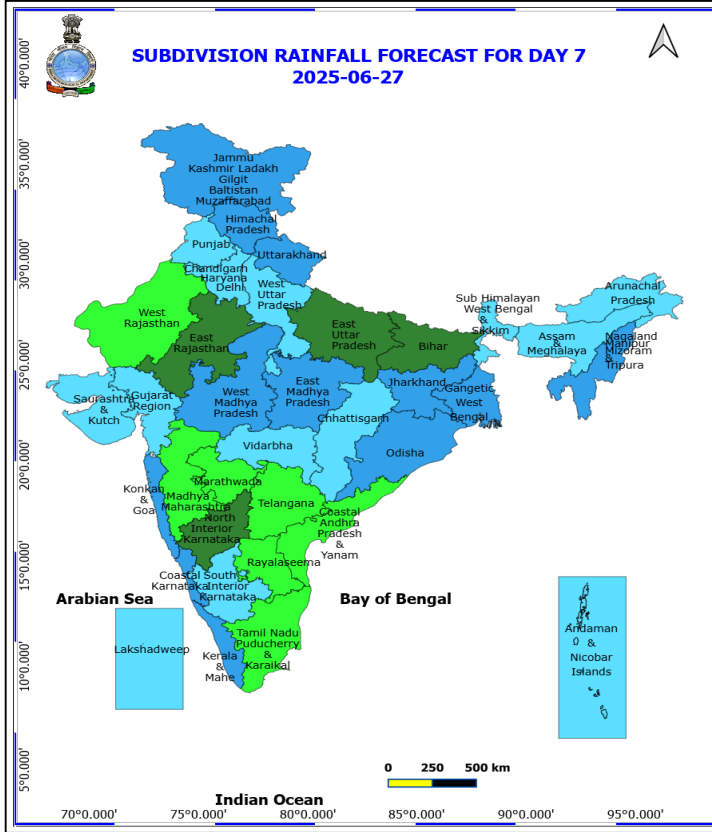 SUBDIVISION RAINFALL FORECAST FOR DAY 7
2025-06-27
40°0.000'
35°0.000'
30°0.000'
25°0.000'
20°0.000'
15°0.000'
10°0.000'
5°0.000'
Jammu
Kashmir Ladakh
Gilgit
Baltistan
Muzaffarabad
Himachal
Pradesh
Punjab
Uttarakhand
Chandigarh
Haryana
Delhi
West
Uttar
Pradesh
West
Rajasthan
East
Rajasthan
East
Uttar
Pradesh
Bihar
Sub Himalayan
West Bengal
&
Sikkim
Arunachal
Pradesh
Assam
&
Meghalaya
Nagaland
Manipur
Mizoram
&
Tripura
Saurashtra
&
Kutch
Gujarat
Region
West
Madhya
Pradesh
East
Madhya
Pradesh
Jharkhand
Gangetic
West
Bengal
Chhattisgarh
Odisha
Vidarbha
Konkan
&
Goa
Madhya
Maharashtra
Marathwada
Telangana
North
Interior
Karnataka
Coastal
Andhra
Pradesh
&
Yanam
Rayalaseema
Coastal
Karnataka
South
Interior
Karnataka
Arabian Sea
Bay of Bengal
Lakshadweep
Kerala
&
Mahe
Tamil Nadu
Puducherry
&
Karaikal
Andaman
&
Nicobar
Islands
0 250 500 km
Indian Ocean
70°0.000' 75°0.000' 80°0.000' 85°0.000' 90°0.000' 95°0.000'